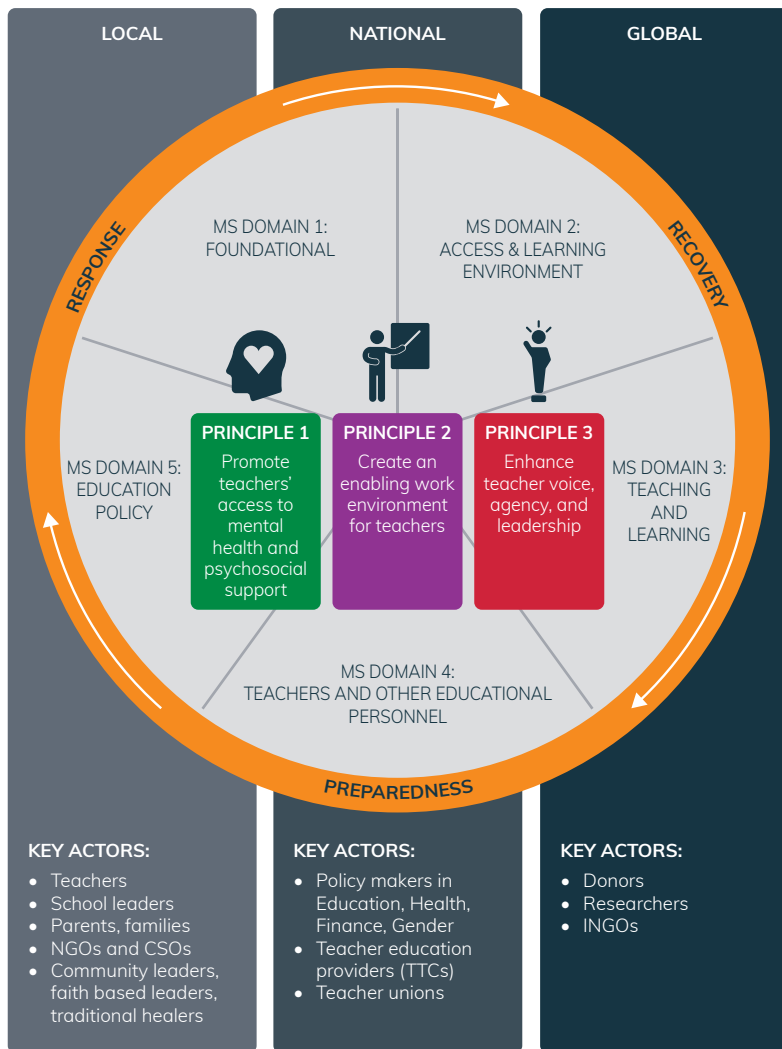 LOCAL
NATIONAL
GLOBAL
RESPONSE
RECOVERY
PREPAREDNESS
MS DOMAIN 1:
FOUNDATIONAL
MS DOMAIN 2:
ACCESS & LEARNING
ENVIRONMENT
MS DOMAIN 5:
EDUCATION
POLICY
PRINCIPLE 1
Promote
teachers’
access to
mental
health and
psychosocial
support
PRINCIPLE 2
Create an
enabling work
environment
for teachers
PRINCIPLE 3
Enhance
teacher voice,
agency, and
leadership
MS DOMAIN 3:
TEACHING
AND
LEARNING
MS DOMAIN 4:
TEACHERS AND OTHER EDUCATIONAL
PERSONNEL
KEY ACTORS:
• Teachers
• School leaders
• Parents, families
• NGOs and CSOs
• Community leaders,
faith based leaders,
traditional healers
KEY ACTORS:
• Policy makers in
Education, Health,
Finance, Gender
• Teacher education
providers (TTCs)
• Teacher unions
KEY ACTORS:
• Donors
• Researchers
• INGOs